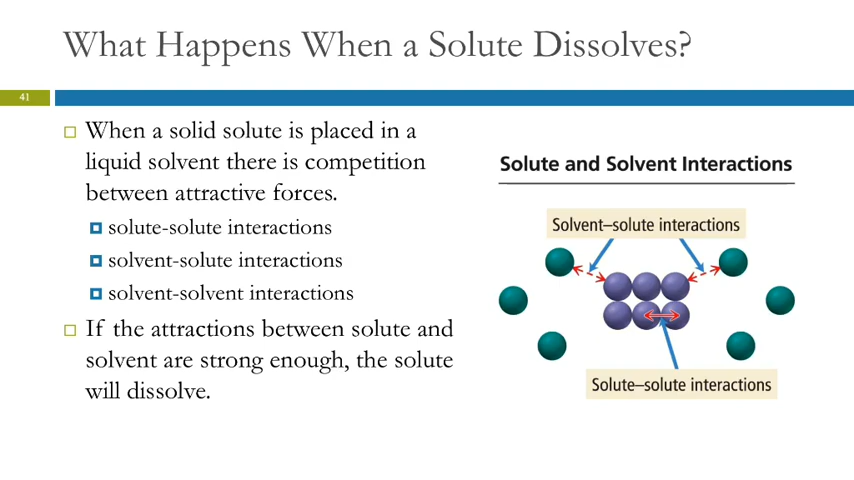 What Happens When a Solute Dissolves?
41
When a solid solute is placed in a
liquid solvent there is competition
between attractive forces.
solute-solute interactions
solvent-solute interactions
solvent-solvent interactions
If the attractions between solute and
solvent are strong enough, the solute
will dissolve.
Solute and Solvent Interactions
Solvent–solute interactions
Solute–solute interactions